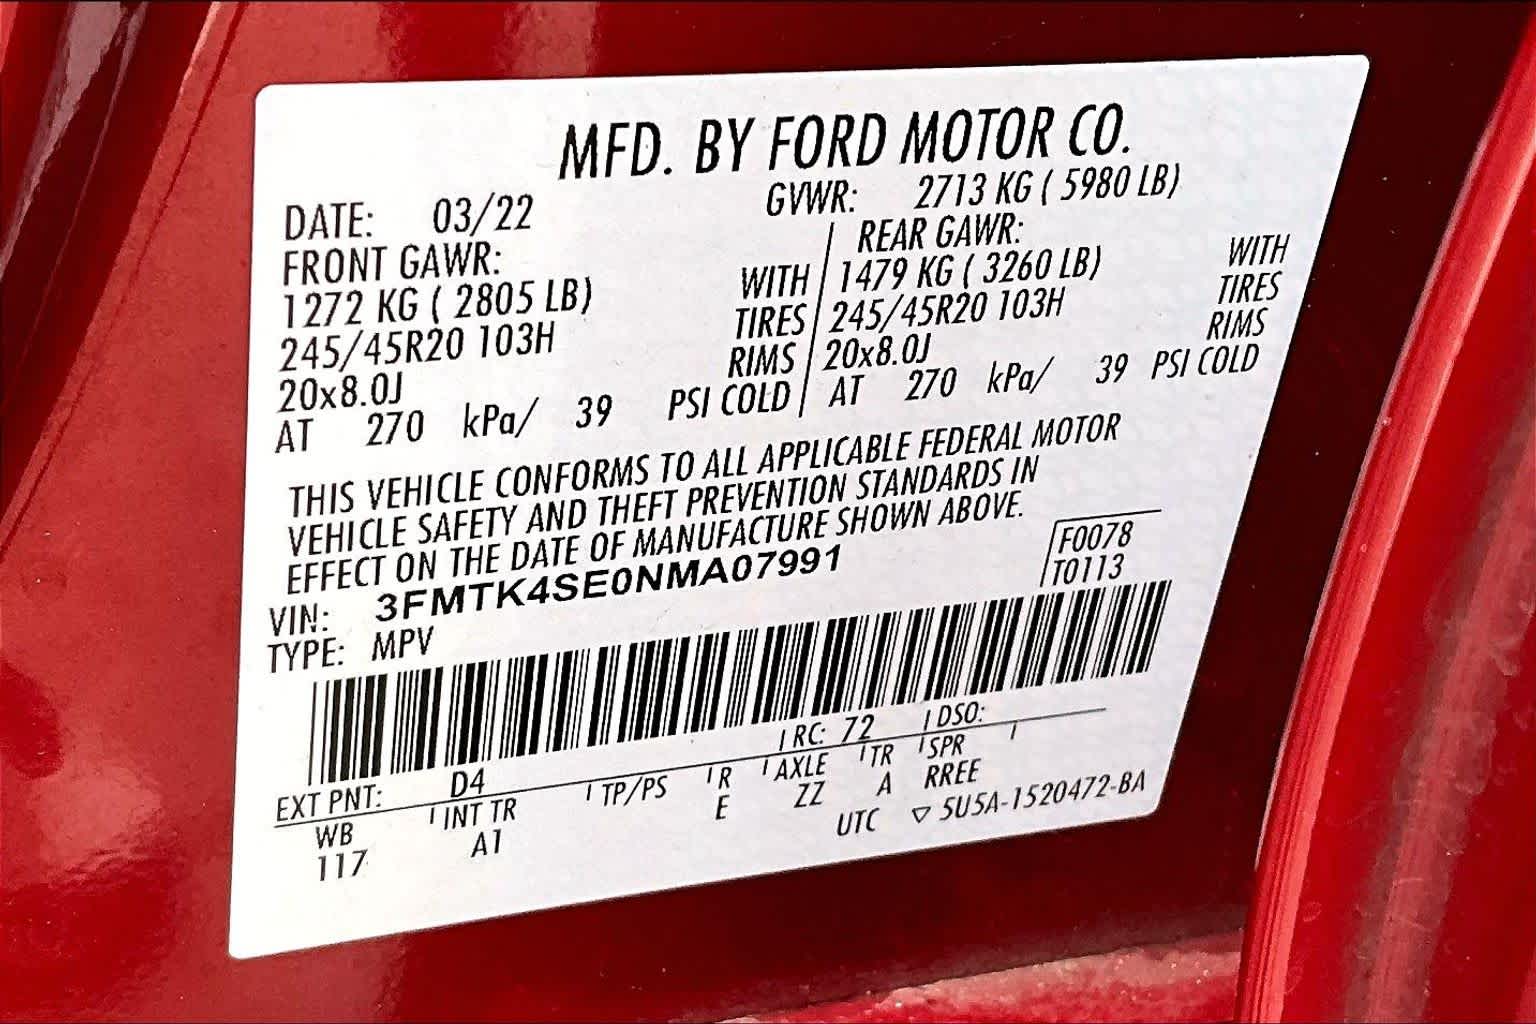 MFD. BY FORD MOTOR CO.
DATE: 03/22 GVWR: 2713 KG ( 5980 LB)
FRONT GAWR: REAR GAWR:
1272 KG ( 2805 LB) WITH 1479 KG ( 3260 LB) WITH
245/45R20 103H TIRES 245/45R20 103H TIRES
20x8.0J RIMS 20x8.0J RIMS
AT 270 kPa/ 39 PSI COLD AT 270 kPa/ 39 PSI COLD
THIS VEHICLE CONFORMS TO ALL APPLICABLE FEDERAL MOTOR
VEHICLE SAFETY AND THEFT PREVENTION STANDARDS IN
EFFECT ON THE DATE OF MANUFACTURE SHOWN ABOVE.
VIN: 3FMTK4SE0NMA07991 F0078
TYPE: MPV T0113
EXT PNT: D4 RC: 72 DSO:
WB INT TR TP/PS R AXLE TR SPR
117 A1 E ZZ A RREE
UTC ▽ 5U5A-1520472-BA